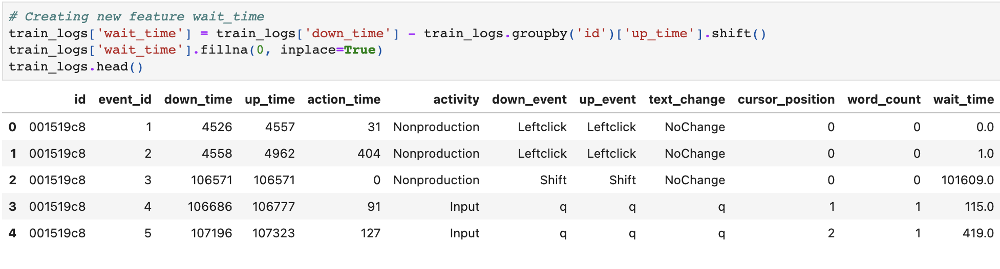 # Creating new feature wait_time
train_logs['wait_time'] = train_logs['down_time'] - train_logs.groupby('id')['up_time'].shift()
train_logs['wait_time'].fillna(0, inplace=True)
train_logs.head()
id event_id down_time up_time action_time activity down_event up_event text_change cursor_position word_count wait_time
0 001519c8 1 4526 4557 31 Nonproduction Leftclick Leftclick NoChange 0 0 0.0
1 001519c8 2 4558 4962 404 Nonproduction Leftclick Leftclick NoChange 0 0 1.0
2 001519c8 3 106571 106571 0 Nonproduction Shift Shift NoChange 0 0 101609.0
3 001519c8 4 106686 106777 91 Input q q q 1 1 115.0
4 001519c8 5 107196 107323 127 Input q q q 2 1 419.0